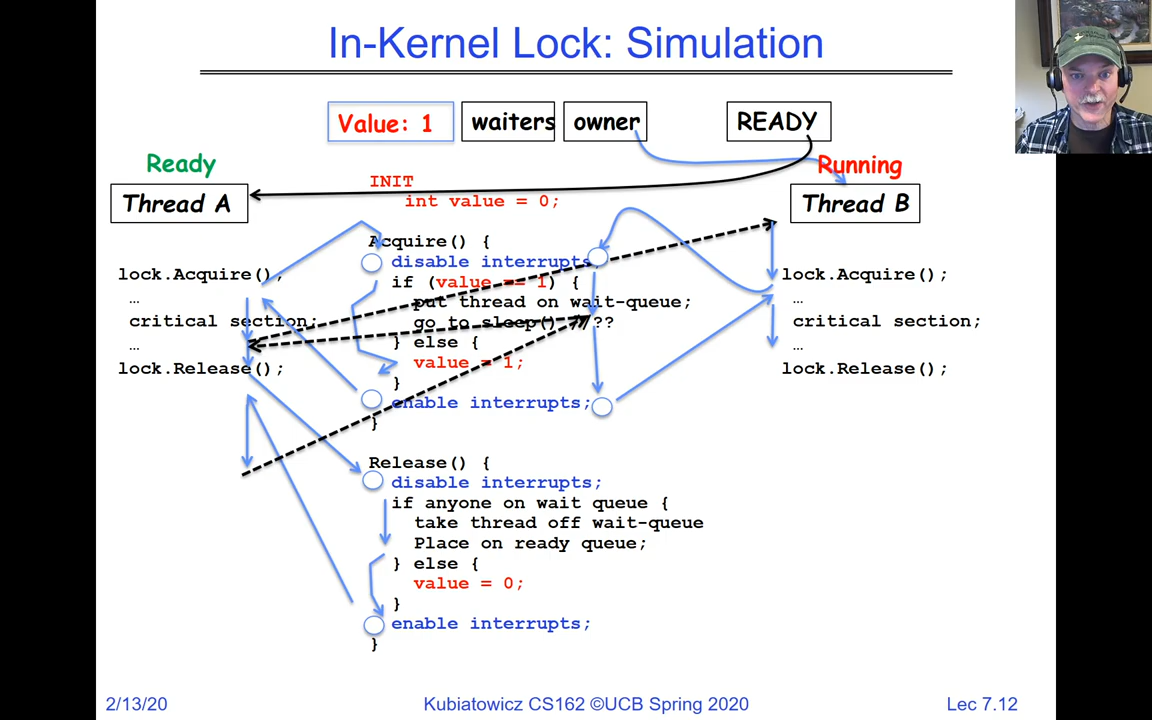 In-Kernel Lock: Simulation
Value: 1 waiters owner READY
Ready Running
Thread A Thread B
INIT
int value = 0;
Acquire() {
disable interrupts;
if (value == 1) {
put thread on wait-queue;
go to sleep() //??
} else {
value = 1;
}
enable interrupts;
}
lock.Acquire();
…
critical section;
…
lock.Release();
lock.Acquire();
…
critical section;
…
lock.Release();
Release() {
disable interrupts;
if anyone on wait queue {
take thread off wait-queue
Place on ready queue;
} else {
value = 0;
}
enable interrupts;
}
2/13/20 Kubiatowicz CS162 ©UCB Spring 2020 Lec 7.12